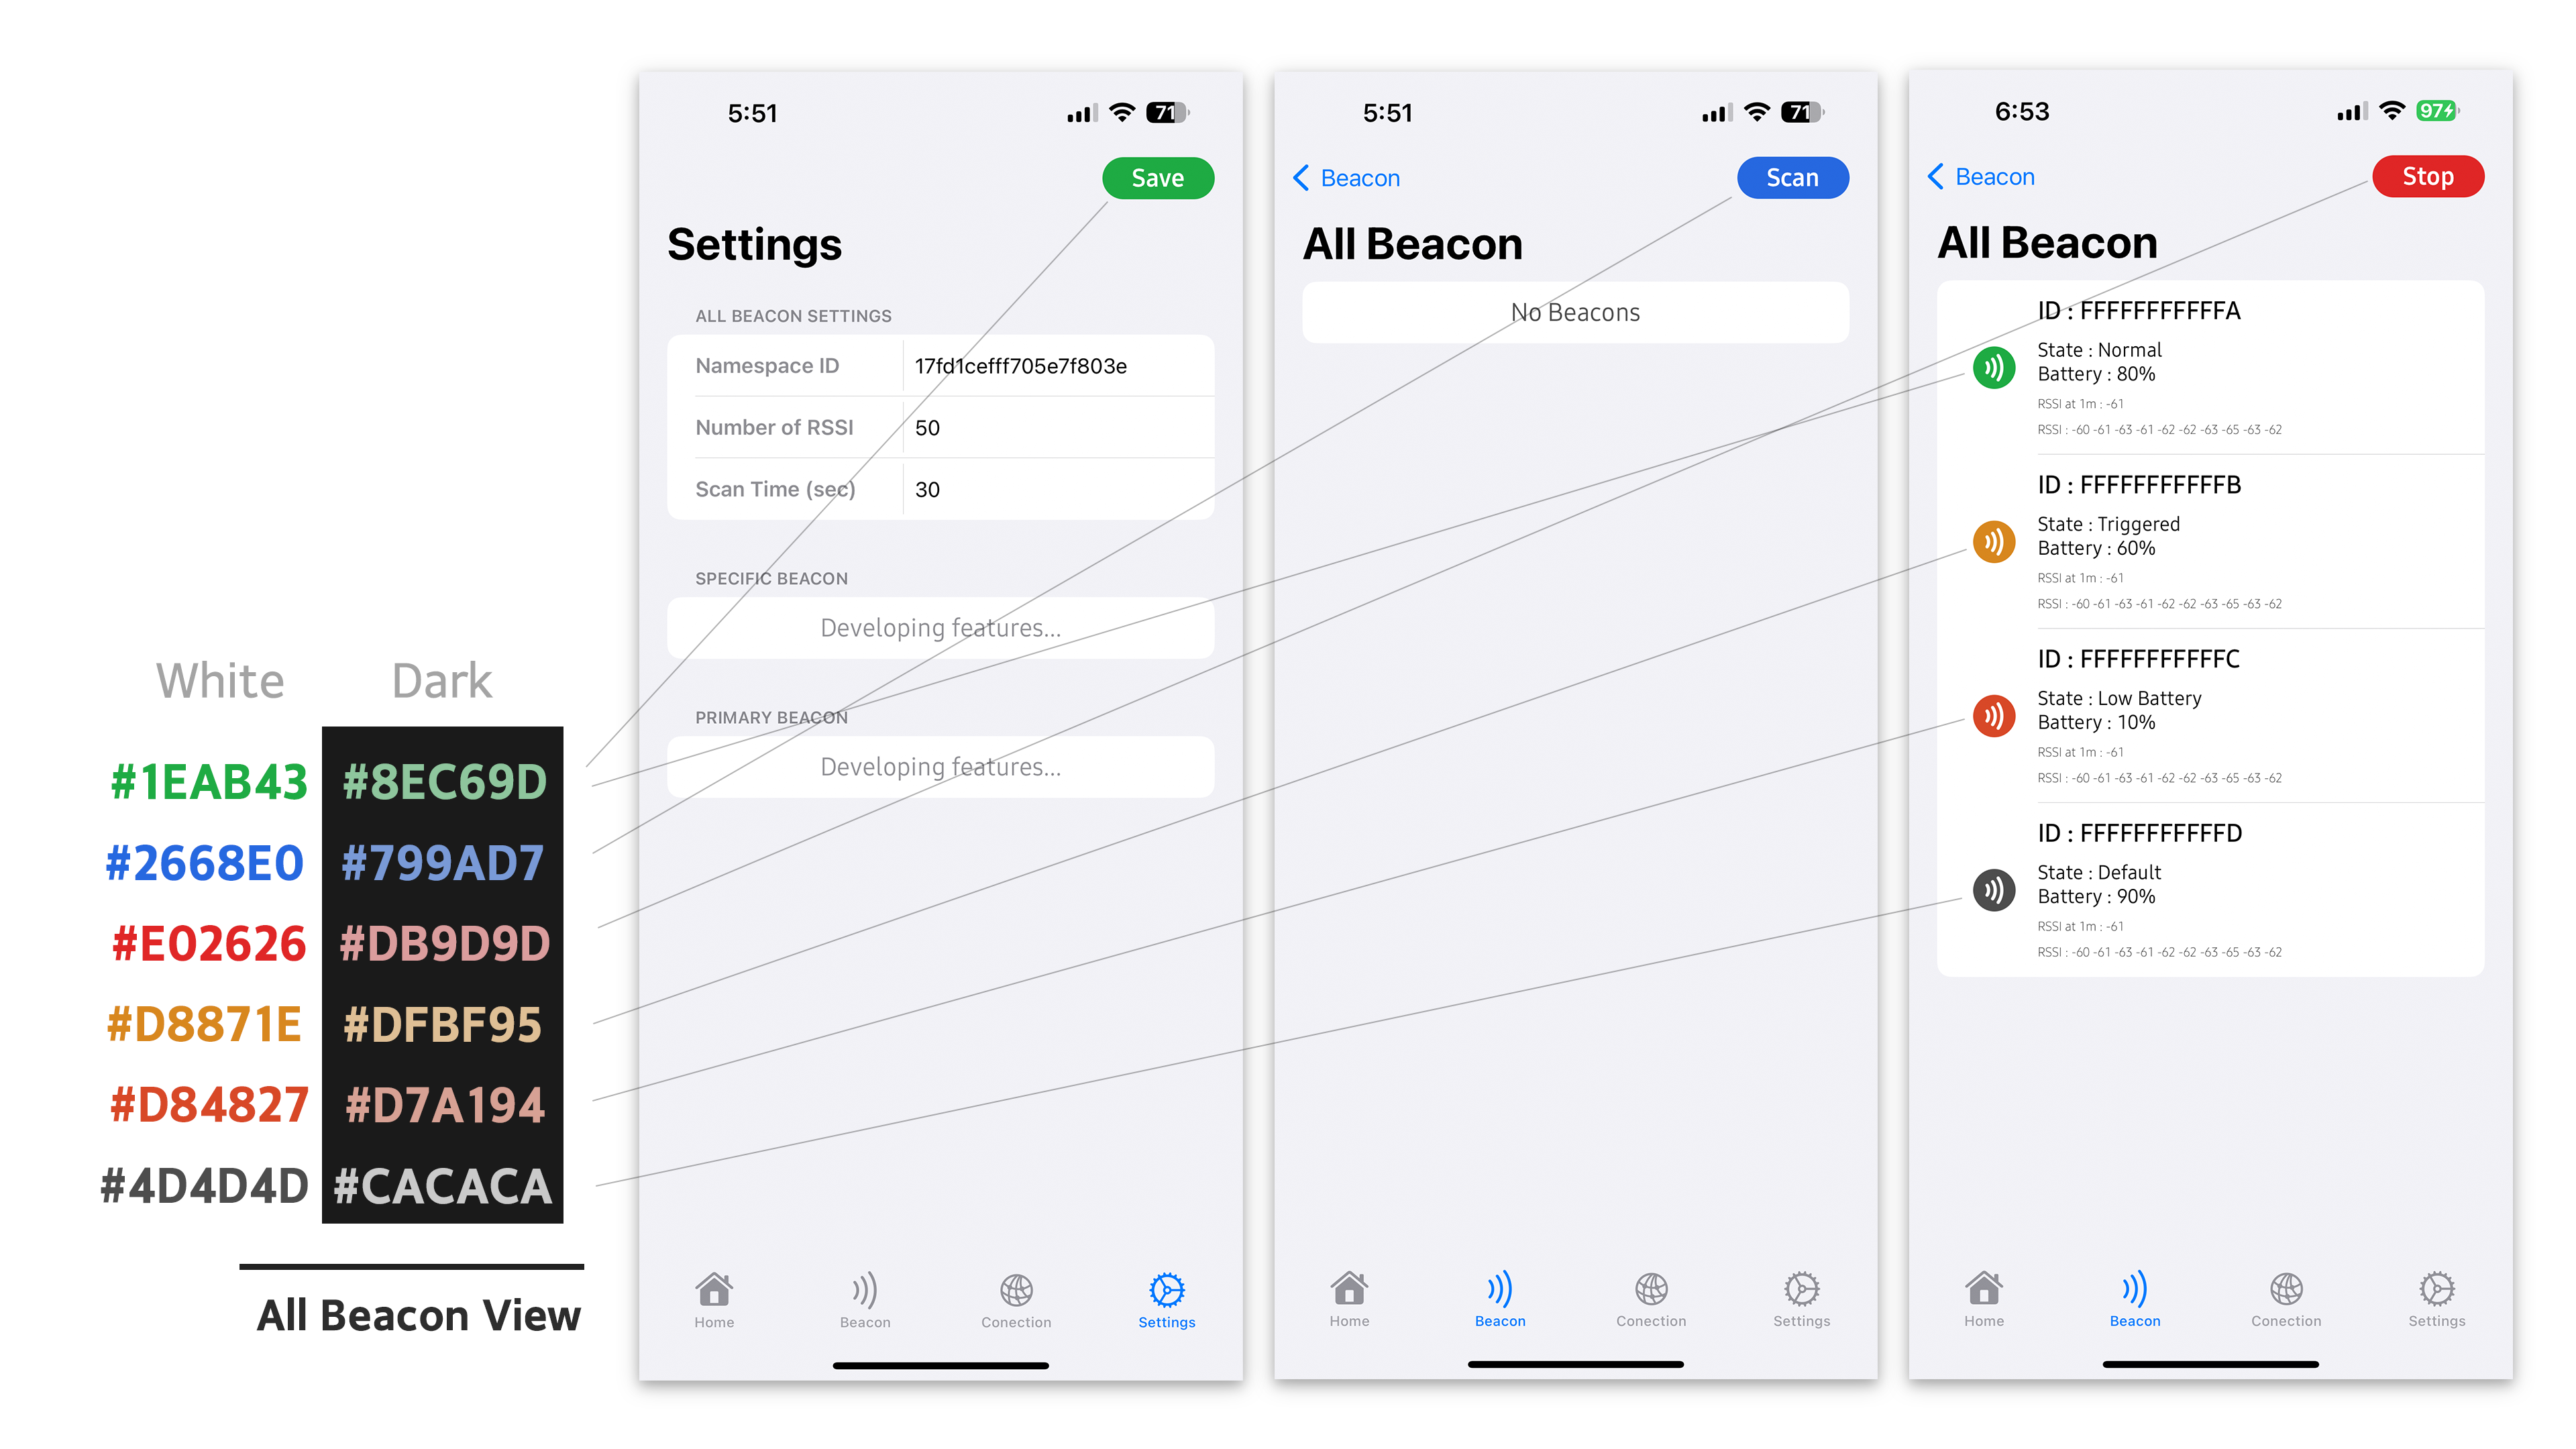 White Dark
#1EAB43 #8EC69D
#2668E0 #799AD7
#E02626 #DB9D9D
#D8871E #DFBF95
#D84827 #D7A194
#4D4D4D #CACACA
All Beacon View
5:51 71
Save
Settings
ALL BEACON SETTINGS
Namespace ID 17fd1cefff705e7f803e
Number of RSSI 50
Scan Time (sec) 30
SPECIFIC BEACON
Developing features...
PRIMARY BEACON
Developing features...
Home Beacon Conection Settings
5:51 71
Beacon Scan
All Beacon
No Beacons
Home Beacon Conection Settings
6:53 97
Beacon Stop
All Beacon
ID : FFFFFFFFFFFA
State : Normal
Battery : 80%
RSSI at 1m : -61
RSSI : -60 -61 -63 -61 -62 -62 -63 -65 -63 -62
ID : FFFFFFFFFFFB
State : Triggered
Battery : 60%
RSSI at 1m : -61
RSSI : -60 -61 -63 -61 -62 -62 -63 -65 -63 -62
ID : FFFFFFFFFFFC
State : Low Battery
Battery : 10%
RSSI at 1m : -61
RSSI : -60 -61 -63 -61 -62 -62 -63 -65 -63 -62
ID : FFFFFFFFFFFD
State : Default
Battery : 90%
RSSI at 1m : -61
RSSI : -60 -61 -63 -61 -62 -62 -63 -65 -63 -62
Home Beacon Conection Settings